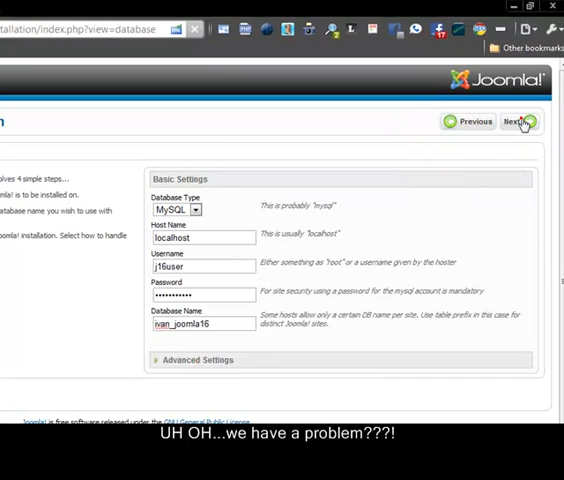 tallation/index.php?view=database
Other bookmarks
Joomla!
n
Previous
Next
olves 4 simple steps...
mla! is to be installed on.
atabase name you wish to use with
omla! installation. Select how to handle
Basic Settings
Database Type
MySQL
This is probably "mysql"
Host Name
localhost
This is usually "localhost"
Username
j16user
Either something as "root" or a username given by the hoster
Password
•••••••••••
For site security using a password for the mysql account is mandatory
Database Name
ivan_joomla16
Some hosts allow only a certain DB name per site. Use table prefix in this case for
distinct Joomla! sites.
Advanced Settings
Joomla! is free software released under the GNU General Public License.
UH OH...we have a problem???!